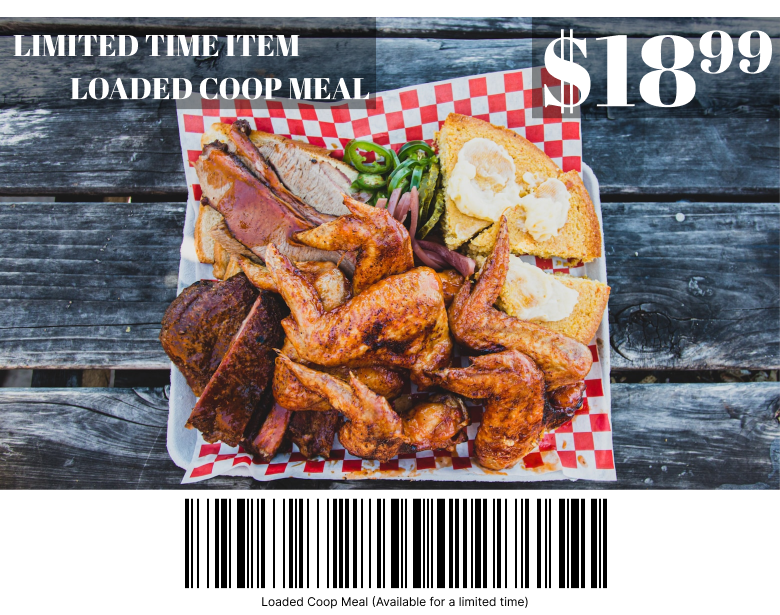 LIMITED TIME ITEM
LOADED COOP MEAL
$18⁹⁹
Loaded Coop Meal (Available for a limited time)